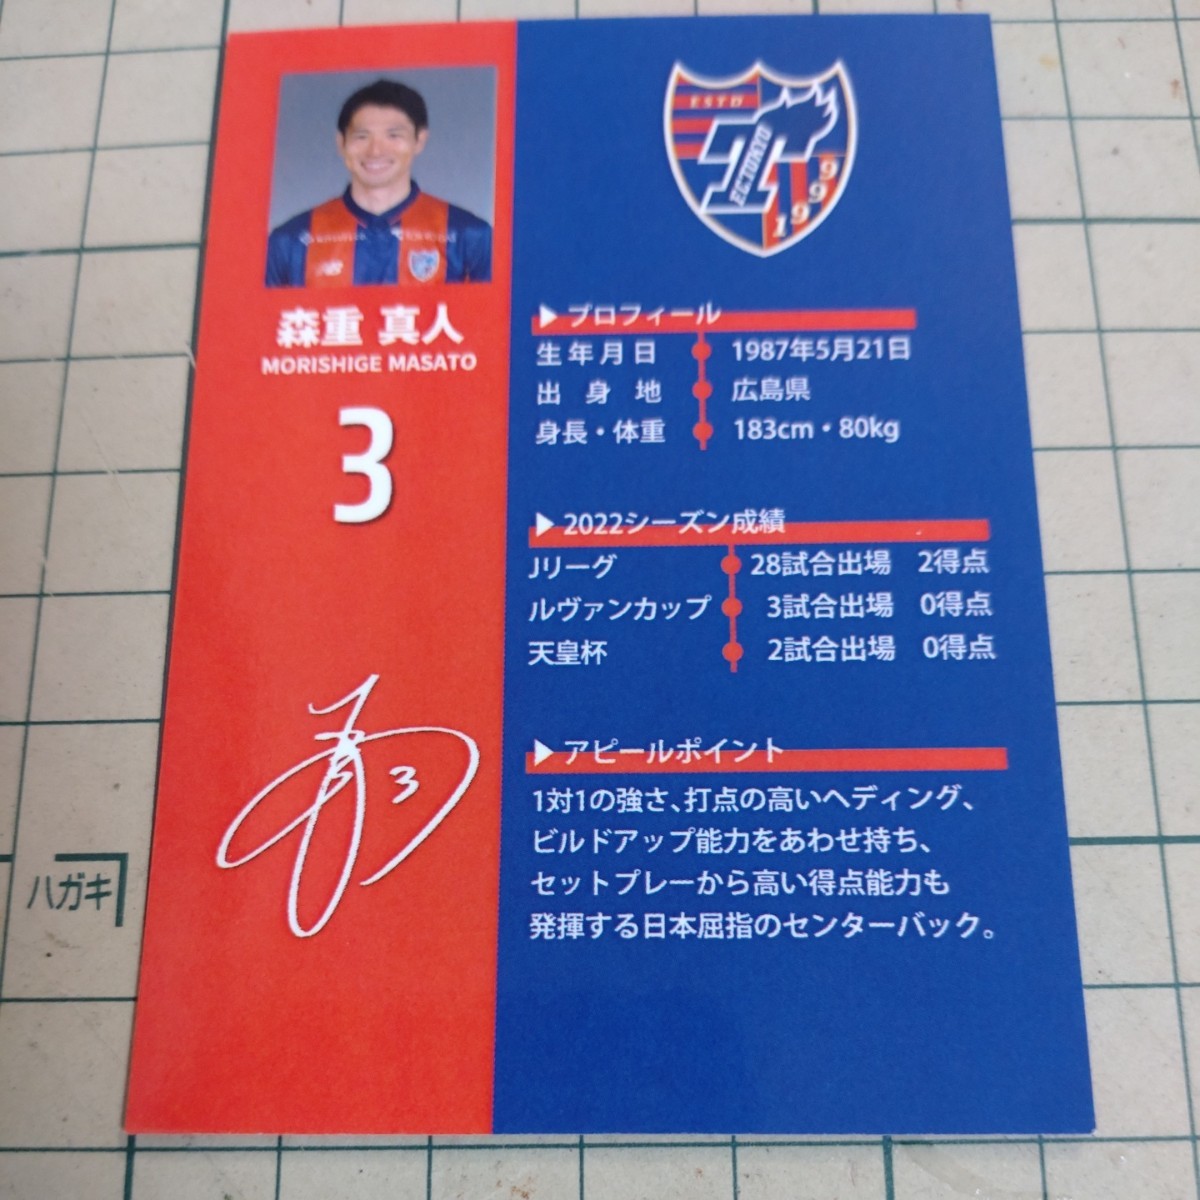 森重 真人
MORISHIGE MASATO
3
3
ESTD
F.C.TOKYO
1999
▶プロフィール
生年月日 1987年5月21日
出身地 広島県
身長・体重 183cm・80kg
▶2022シーズン成績
Jリーグ 28試合出場 2得点
ルヴァンカップ 3試合出場 0得点
天皇杯 2試合出場 0得点
▶アピールポイント
1対1の強さ、打点の高いヘディング、
ビルドアップ能力をあわせ持ち、
セットプレーから高い得点能力も
発揮する日本屈指のセンターバック。
ハガキ